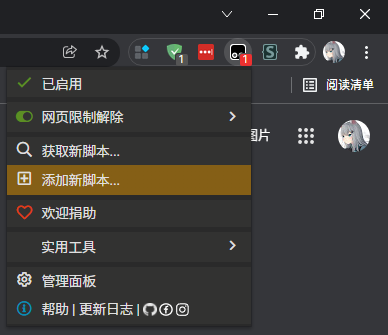 1
1
已启用
阅读清单
网页限制解除
图片
获取新脚本...
添加新脚本...
欢迎捐助
实用工具
管理面板
帮助 | 更新日志 |